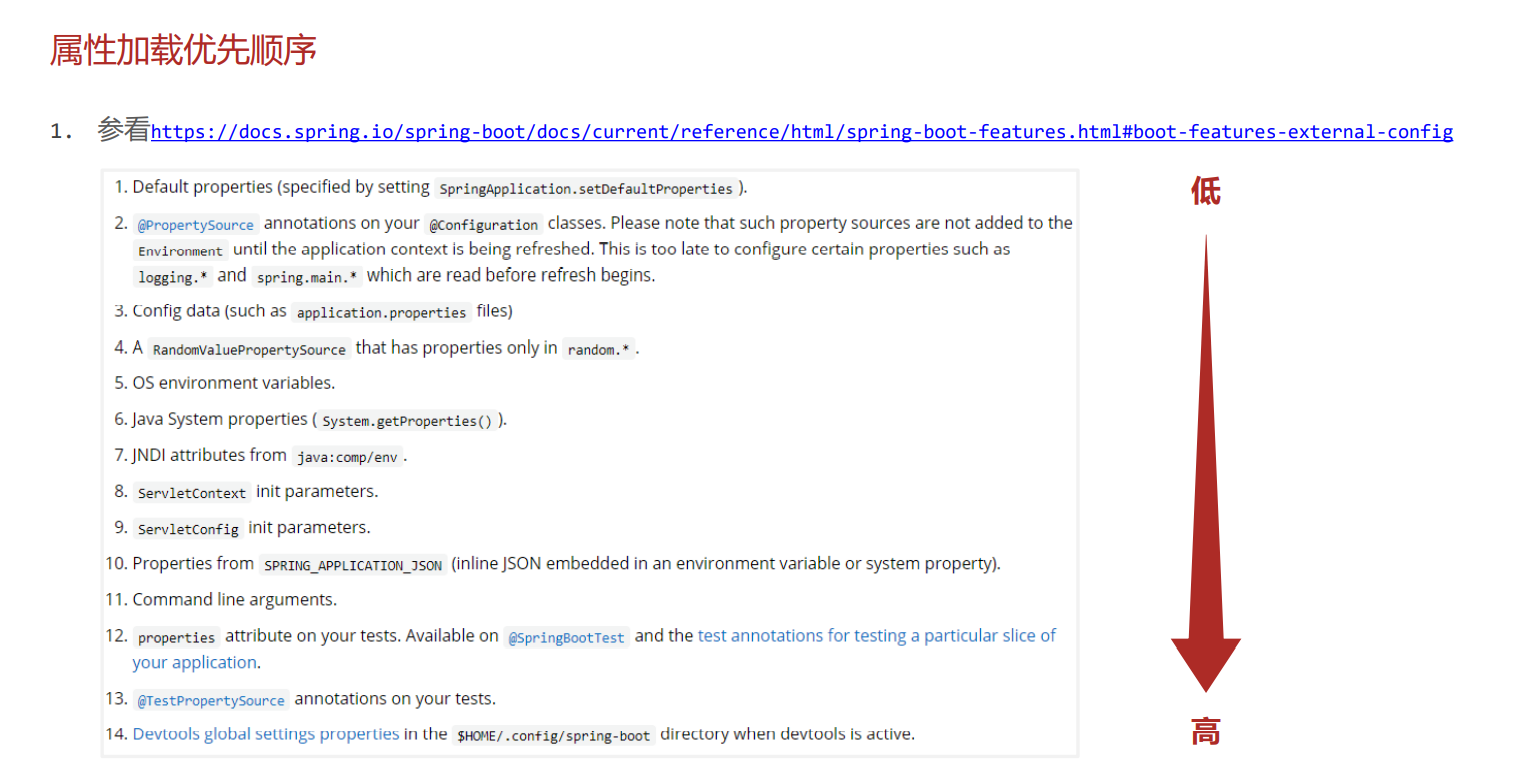 属性加载优先顺序
1. 参看https://docs.spring.io/spring-boot/docs/current/reference/html/spring-boot-features.html#boot-features-external-config
1. Default properties (specified by setting SpringApplication.setDefaultProperties ).
2. @PropertySource annotations on your @Configuration classes. Please note that such property sources are not added to the
Environment until the application context is being refreshed. This is too late to configure certain properties such as
logging.* and spring.main.* which are read before refresh begins.
3. Config data (such as application.properties files)
4. A RandomValuePropertySource that has properties only in random.* .
5. OS environment variables.
6. Java System properties ( System.getProperties() ).
7. JNDI attributes from java:comp/env .
8. ServletContext init parameters.
9. ServletConfig init parameters.
10. Properties from SPRING_APPLICATION_JSON (inline JSON embedded in an environment variable or system property).
11. Command line arguments.
12. properties attribute on your tests. Available on @SpringBootTest and the test annotations for testing a particular slice of
your application.
13. @TestPropertySource annotations on your tests.
14. Devtools global settings properties in the $HOME/.config/spring-boot directory when devtools is active.
低
高